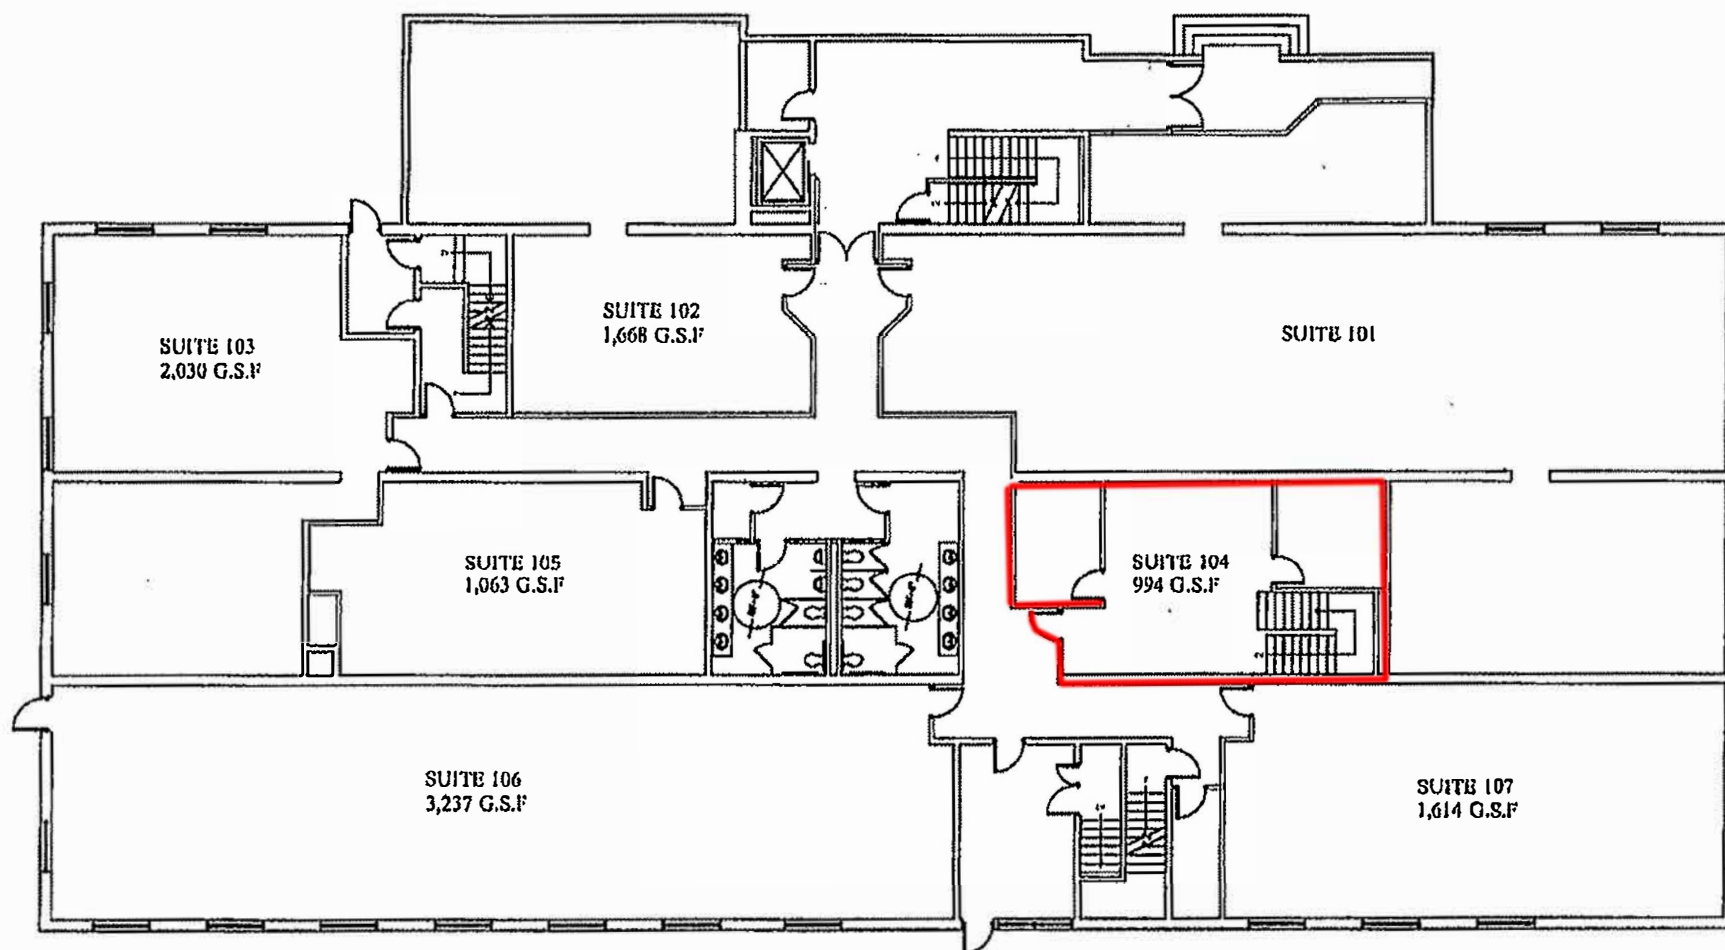 SUITE 102
1,668 G.S.F
SUITE 101
SUITE 103
2,030 G.S.F
SUITE 105
1,063 G.S.F
SUITE 104
994 G.S.F
SUITE 106
3,237 G.S.F
SUITE 107
1,614 G.S.F